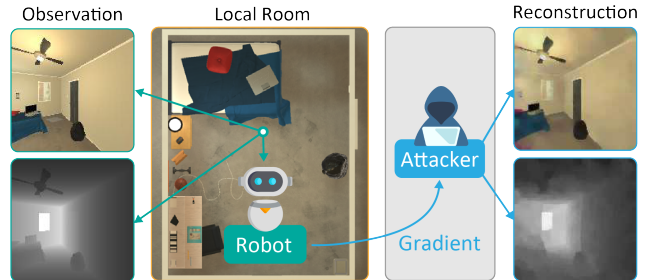 Observation
Local Room
Reconstruction
Attacker
Robot
Gradient